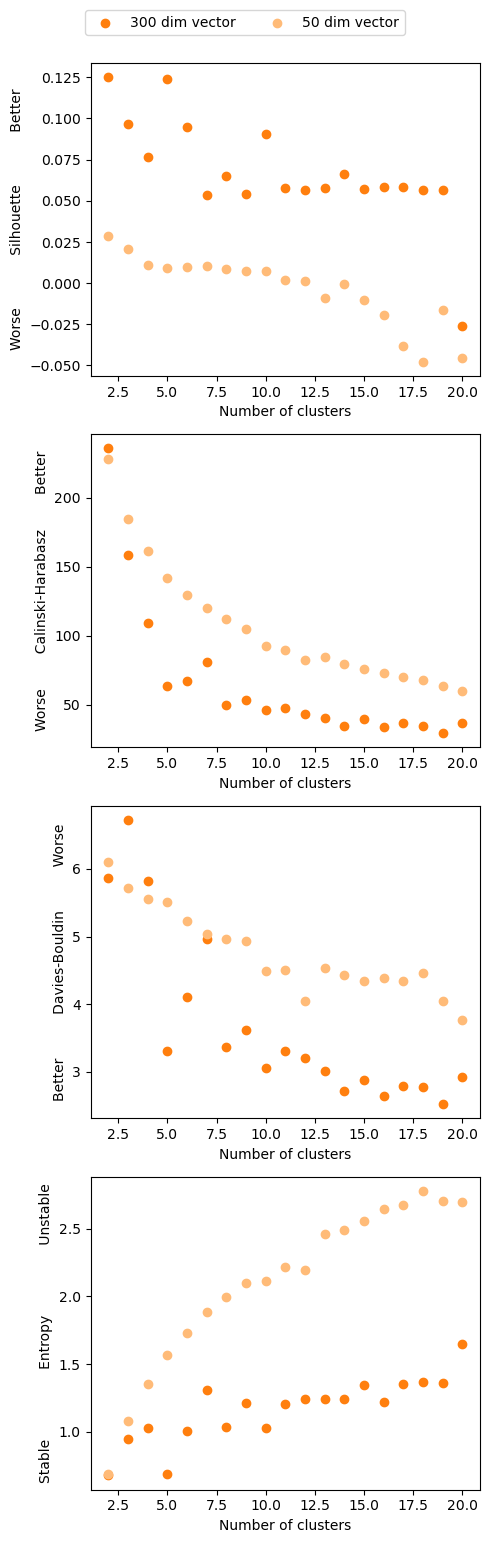 300 dim vector 50 dim vector
Better
Silhouette
Worse
0.125
0.100
0.075
0.050
0.025
0.000
−0.025
−0.050
2.5 5.0 7.5 10.0 12.5 15.0 17.5 20.0
Number of clusters
Better
Calinski-Harabasz
Worse
200
150
100
50
2.5 5.0 7.5 10.0 12.5 15.0 17.5 20.0
Number of clusters
Worse
Davies-Bouldin
Better
6
5
4
3
2.5 5.0 7.5 10.0 12.5 15.0 17.5 20.0
Number of clusters
Unstable
Entropy
Stable
2.5
2.0
1.5
1.0
2.5 5.0 7.5 10.0 12.5 15.0 17.5 20.0
Number of clusters